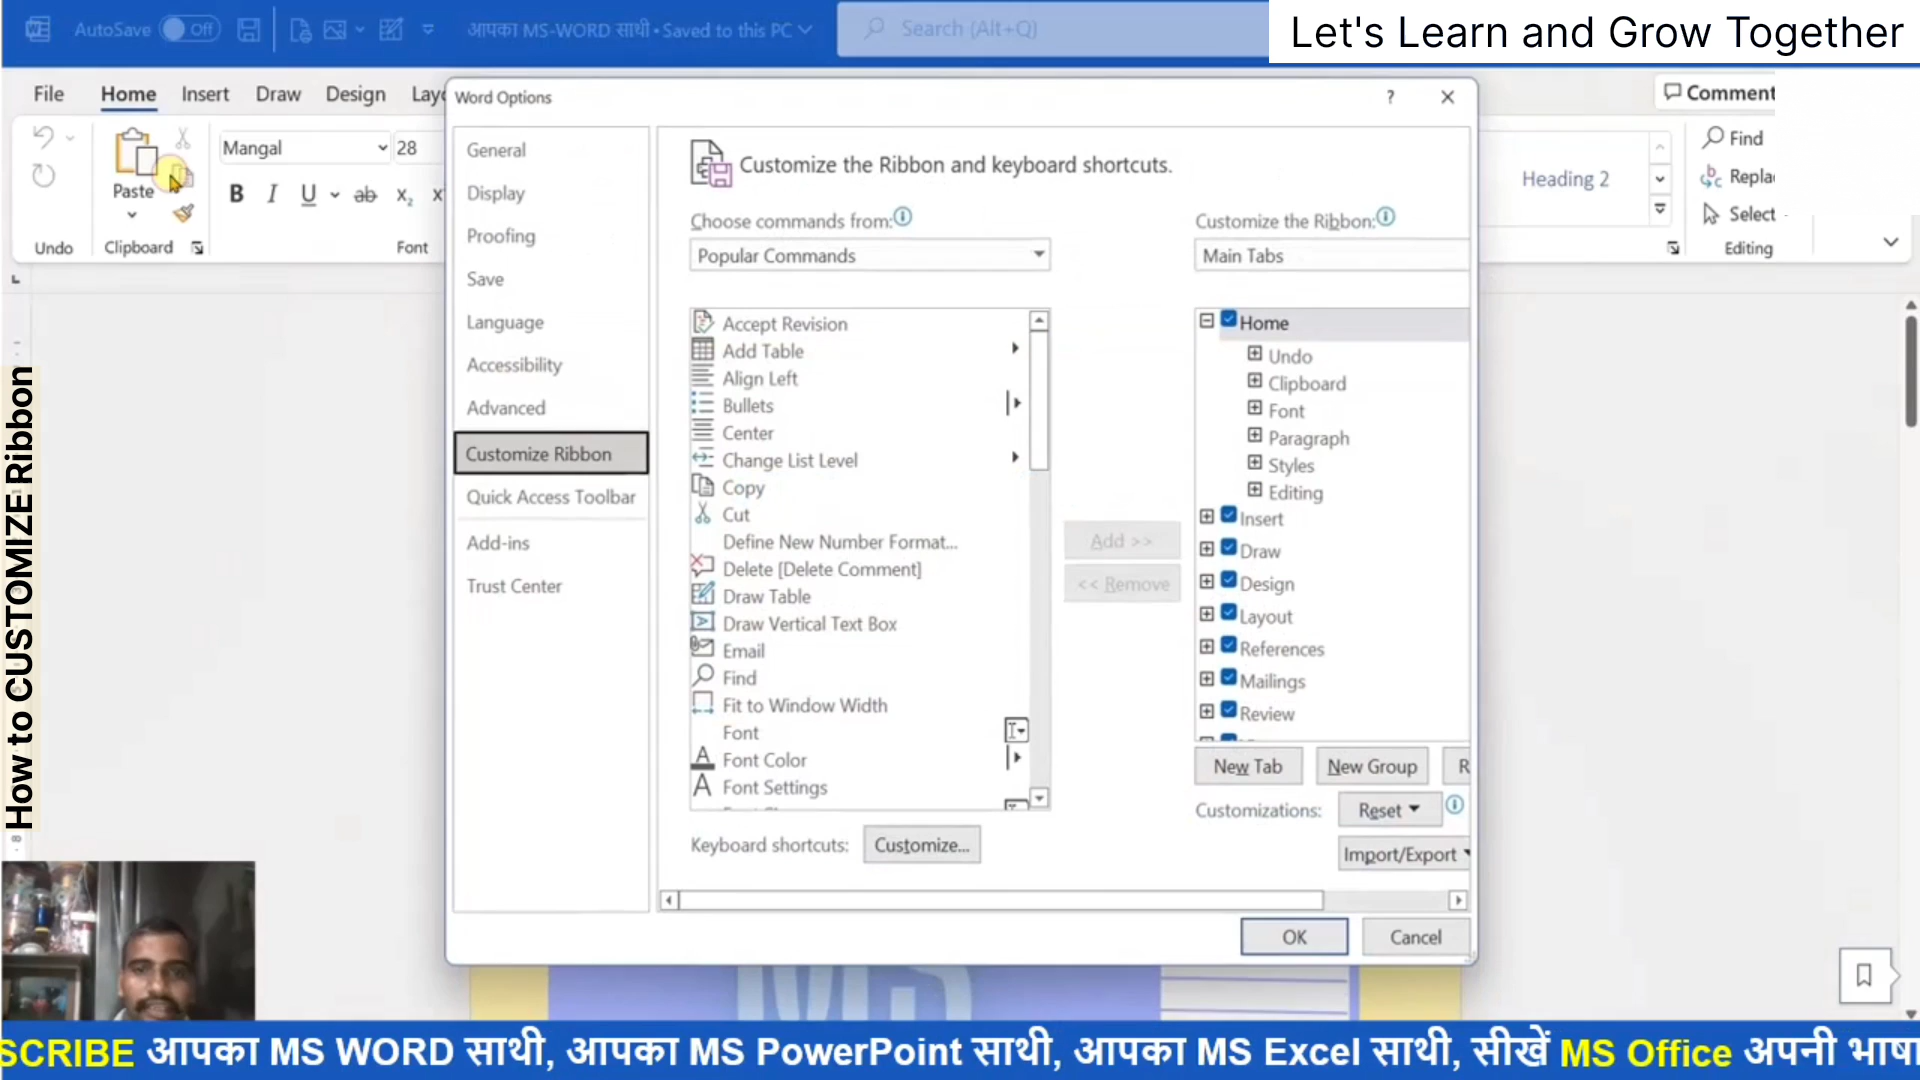 AutoSave Off
आपका MS-WORD साथी • Saved to this PC
Search (Alt+Q)
Let's Learn and Grow Together
File Home Insert Draw Design
Comment
Mangal 28
Paste
B I U ab x₂
Undo Clipboard Font
Heading 2
Find
Select
Editing
Word Options
General
Display
Proofing
Save
Language
Accessibility
Advanced
Customize Ribbon
Quick Access Toolbar
Add-ins
Trust Center
Customize the Ribbon and keyboard shortcuts.
Choose commands from:
Popular Commands
Accept Revision
Add Table
Align Left
Bullets
Center
Change List Level
Copy
Cut
Define New Number Format...
Delete [Delete Comment]
Draw Table
Draw Vertical Text Box
Email
Find
Fit to Window Width
Font
Font Color
Font Settings
Keyboard shortcuts: Customize...
Add >>
<< Remove
Customize the Ribbon:
Main Tabs
Home
Undo
Clipboard
Font
Paragraph
Styles
Editing
Insert
Draw
Design
Layout
References
Mailings
Review
New Tab New Group
Customizations: Reset
Import/Export
OK Cancel
How to CUSTOMIZE Ribbon
SCRIBE आपका MS WORD साथी, आपका MS PowerPoint साथी, आपका MS Excel साथी, सीखें MS Office अपनी भाषा